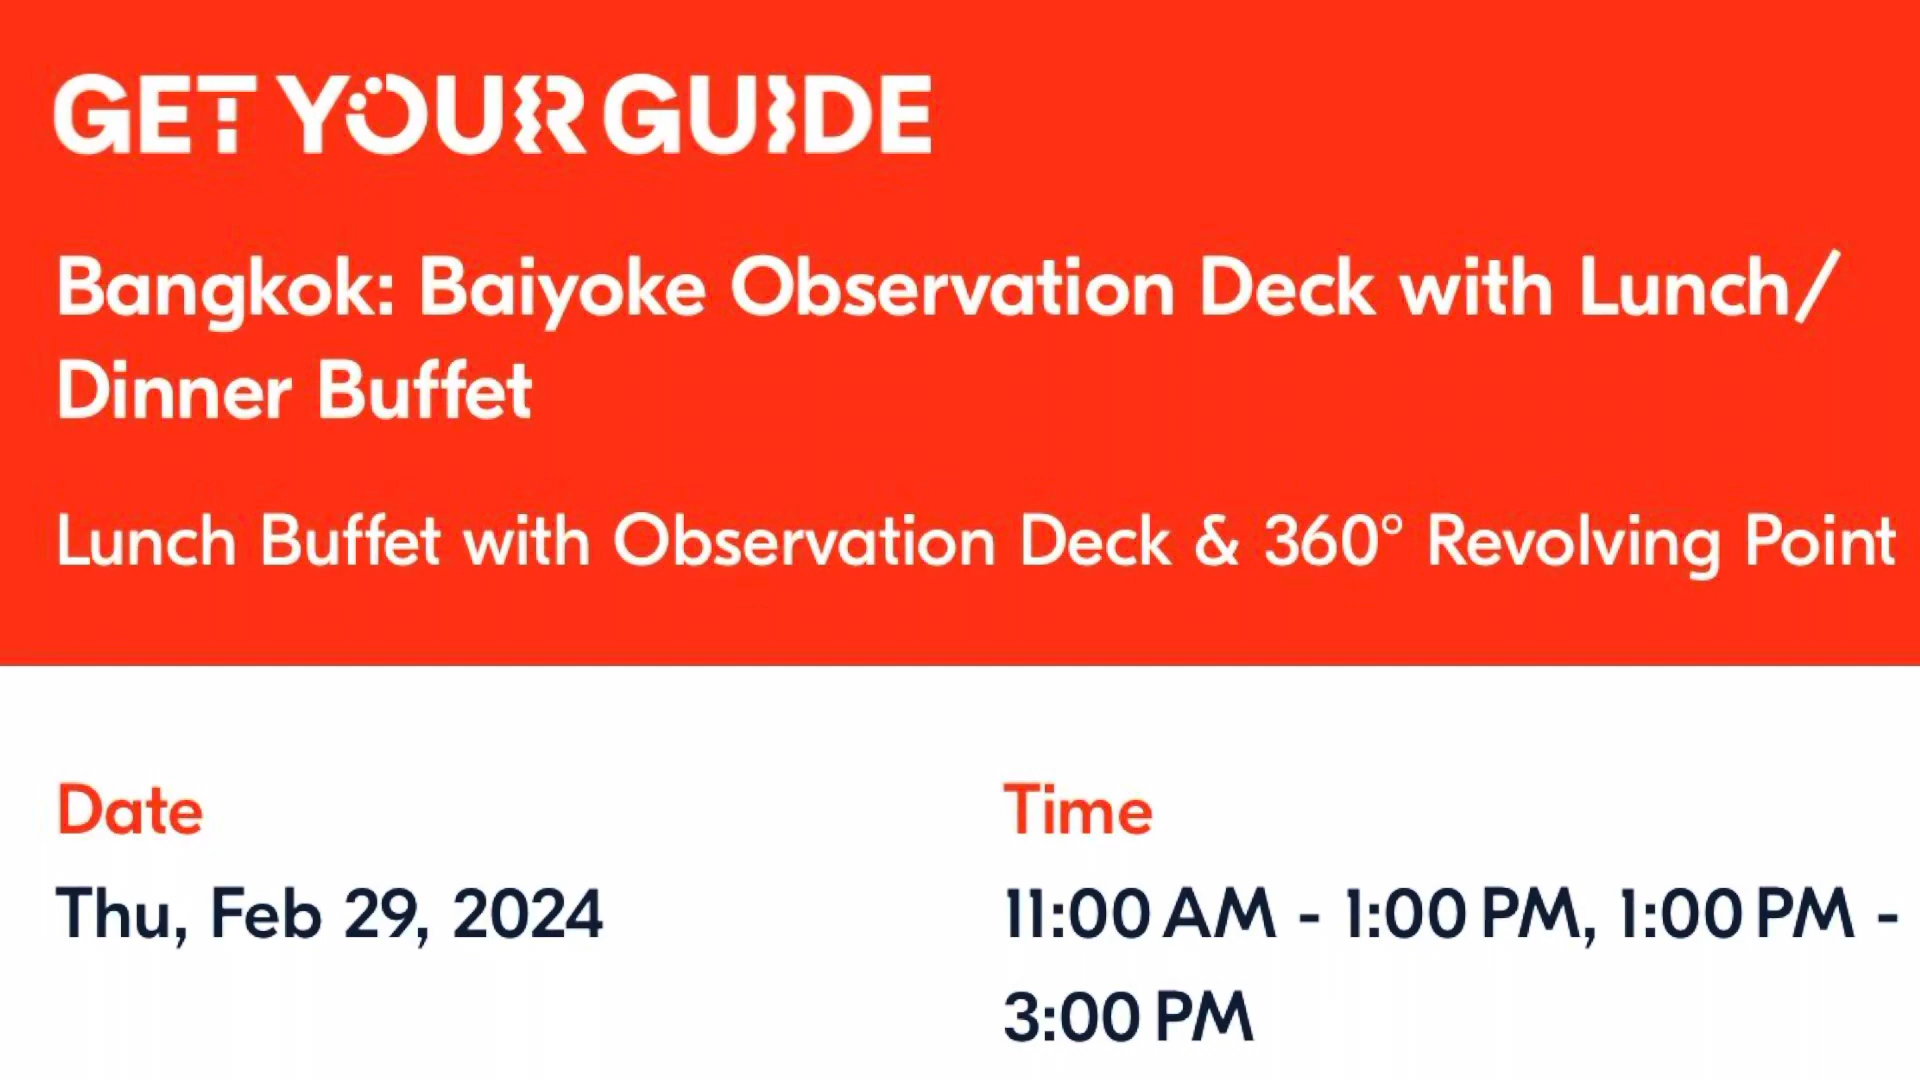 GET YOUR GUIDE
Bangkok: Baiyoke Observation Deck with Lunch/
Dinner Buffet
Lunch Buffet with Observation Deck & 360° Revolving Point
Date
Time
Thu, Feb 29, 2024
11:00 AM - 1:00 PM, 1:00 PM -
3:00 PM